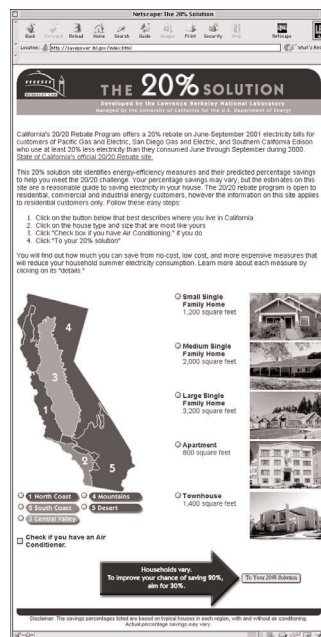 Netscape: The 20% Solution
Back Forward Reload Home Search Guide Images Print Security Stop Netscape
Location: http://savepower.lbl.gov/index.html What's Rel
BERKELEY LAB
THE 20% SOLUTION
Developed by the Lawrence Berkeley National Laboratory
Managed by the University of California for the U.S. Department of Energy
California's 20/20 Rebate Program offers a 20% rebate on June-September 2001 electricity bills for
customers of Pacific Gas and Electric, San Diego Gas and Electric, and Southern California Edison
who use at least 20% less electricity than they consumed June through September during 2000.
State of California's official 20/20 Rebate site.
This 20% solution site identifies energy-efficiency measures and their predicted percentage savings
to help you meet the 20/20 challenge. Your percentage savings may vary, but the estimates on this
site are a reasonable guide to saving electricity in your house. The 20/20 rebate program is open to
residential, commercial and industrial energy customers, however the information on this site applies
to residential customers only. Follow these easy steps:
1. Click on the button below that best describes where you live in California
2. Click on the house type and size that are most like yours
3. Click "Check box if you have Air Conditioning." if you do
4. Click "To your 20% solution"
You will find out how much you can save from no-cost, low cost, and more expensive measures that
will reduce your household summer electricity consumption. Learn more about each measure by
clicking on its "details."
4
3
1
2
5
Small Single
Family Home
1,200 square feet
Medium Single
Family Home
2,000 square feet
Large Single
Family Home
3,200 square feet
Apartment
800 square feet
Townhouse
1,400 square feet
1 North Coast 4 Mountains
2 South Coast 5 Desert
3 Central Valley
Check if you have an Air
Conditioner.
Households vary.
To improve your chance of saving 20%,
aim for 30%.
To Your 20% Solution
Disclaimer: The savings percentages listed are based on typical houses in each region, with and without air conditioning.
Actual percentage savings may vary.